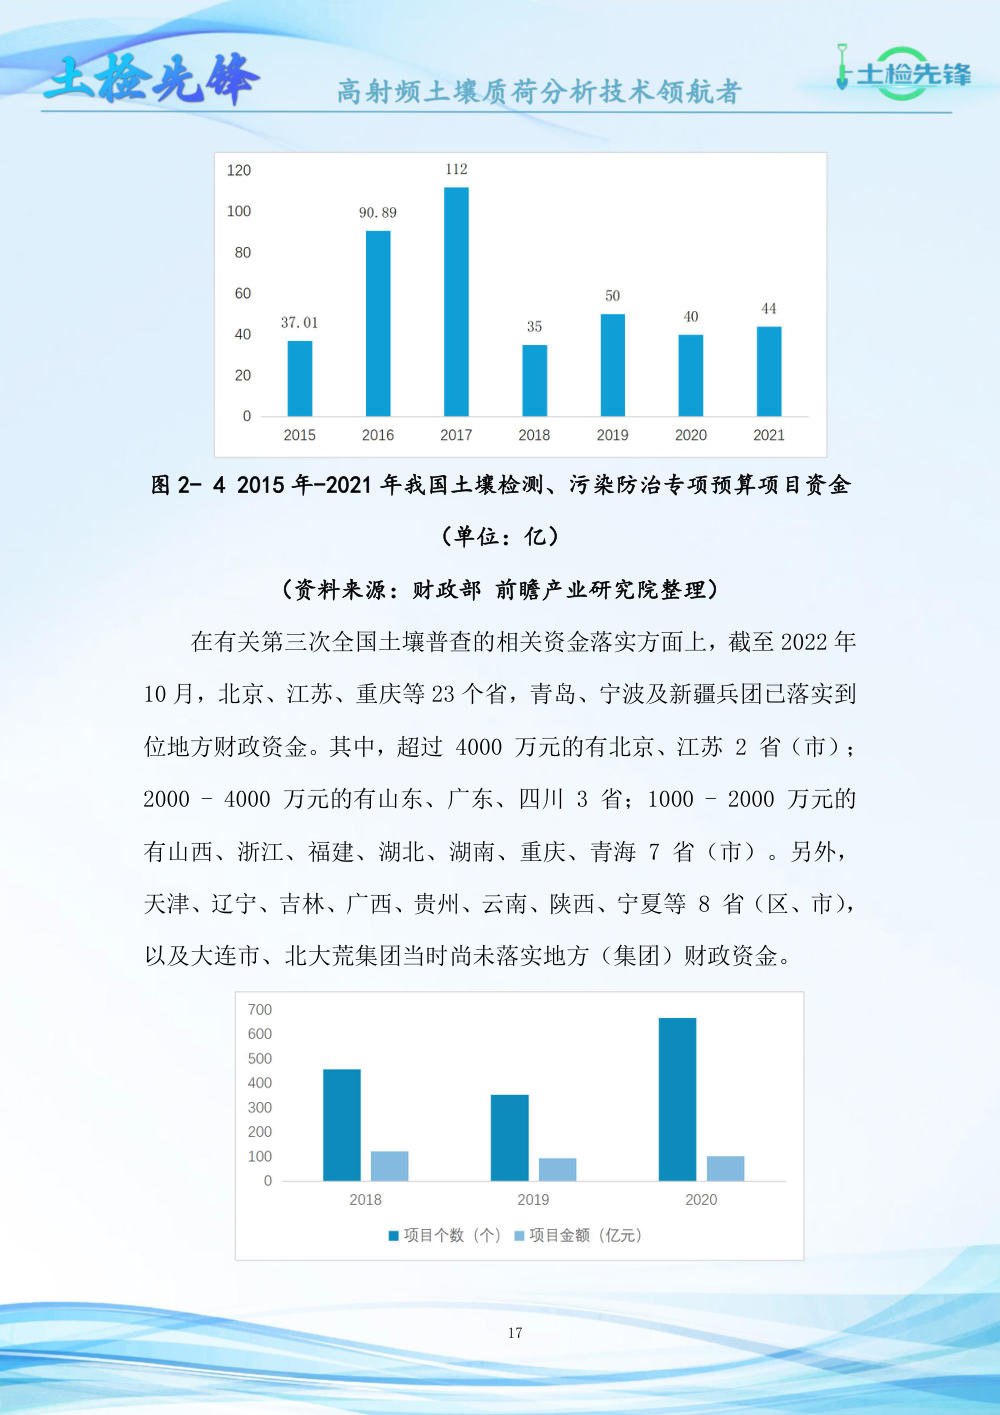 土检先锋
高射频土壤质荷分析技术领航者
土检先锋
120
100
80
60
40
20
0
37.01
90.89
112
35
50
40
44
2015 2016 2017 2018 2019 2020 2021
图 2- 4 2015 年-2021 年我国土壤检测、污染防治专项预算项目资金
（单位：亿）
（资料来源：财政部 前瞻产业研究院整理）
在有关第三次全国土壤普查的相关资金落实方面上，截至 2022 年
10 月，北京、江苏、重庆等 23 个省，青岛、宁波及新疆兵团已落实到
位地方财政资金。其中，超过 4000 万元的有北京、江苏 2 省（市）；
2000 - 4000 万元的有山东、广东、四川 3 省；1000 - 2000 万元的
有山西、浙江、福建、湖北、湖南、重庆、青海 7 省（市）。另外，
天津、辽宁、吉林、广西、贵州、云南、陕西、宁夏等 8 省（区、市），
以及大连市、北大荒集团当时尚未落实地方（集团）财政资金。
700
600
500
400
300
200
100
0
2018 2019 2020
项目个数（个） 项目金额（亿元）
17